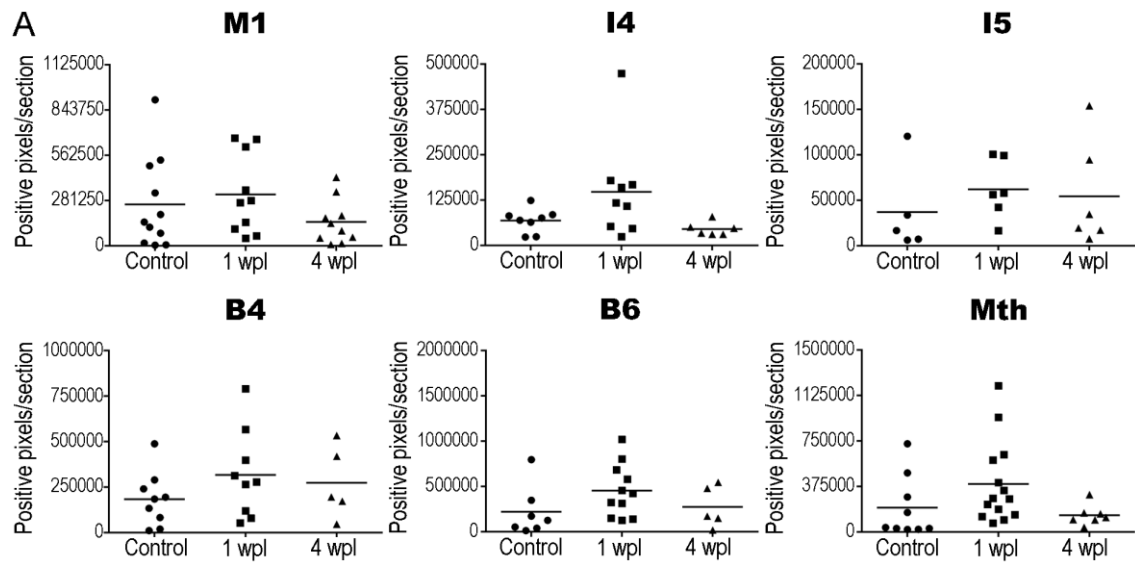 A
M1
Positive pixels/section
1125000
843750
562500
281250
0
Control 1 wpl 4 wpl
I4
Positive pixels/section
500000
375000
250000
125000
0
Control 1 wpl 4 wpl
I5
Positive pixels/section
200000
150000
100000
50000
0
Control 1 wpl 4 wpl
B4
Positive pixels/section
1000000
750000
500000
250000
0
Control 1 wpl 4 wpl
B6
Positive pixels/section
2000000
1500000
1000000
500000
0
Control 1 wpl 4 wpl
Mth
Positive pixels/section
1500000
1125000
750000
375000
0
Control 1 wpl 4 wpl